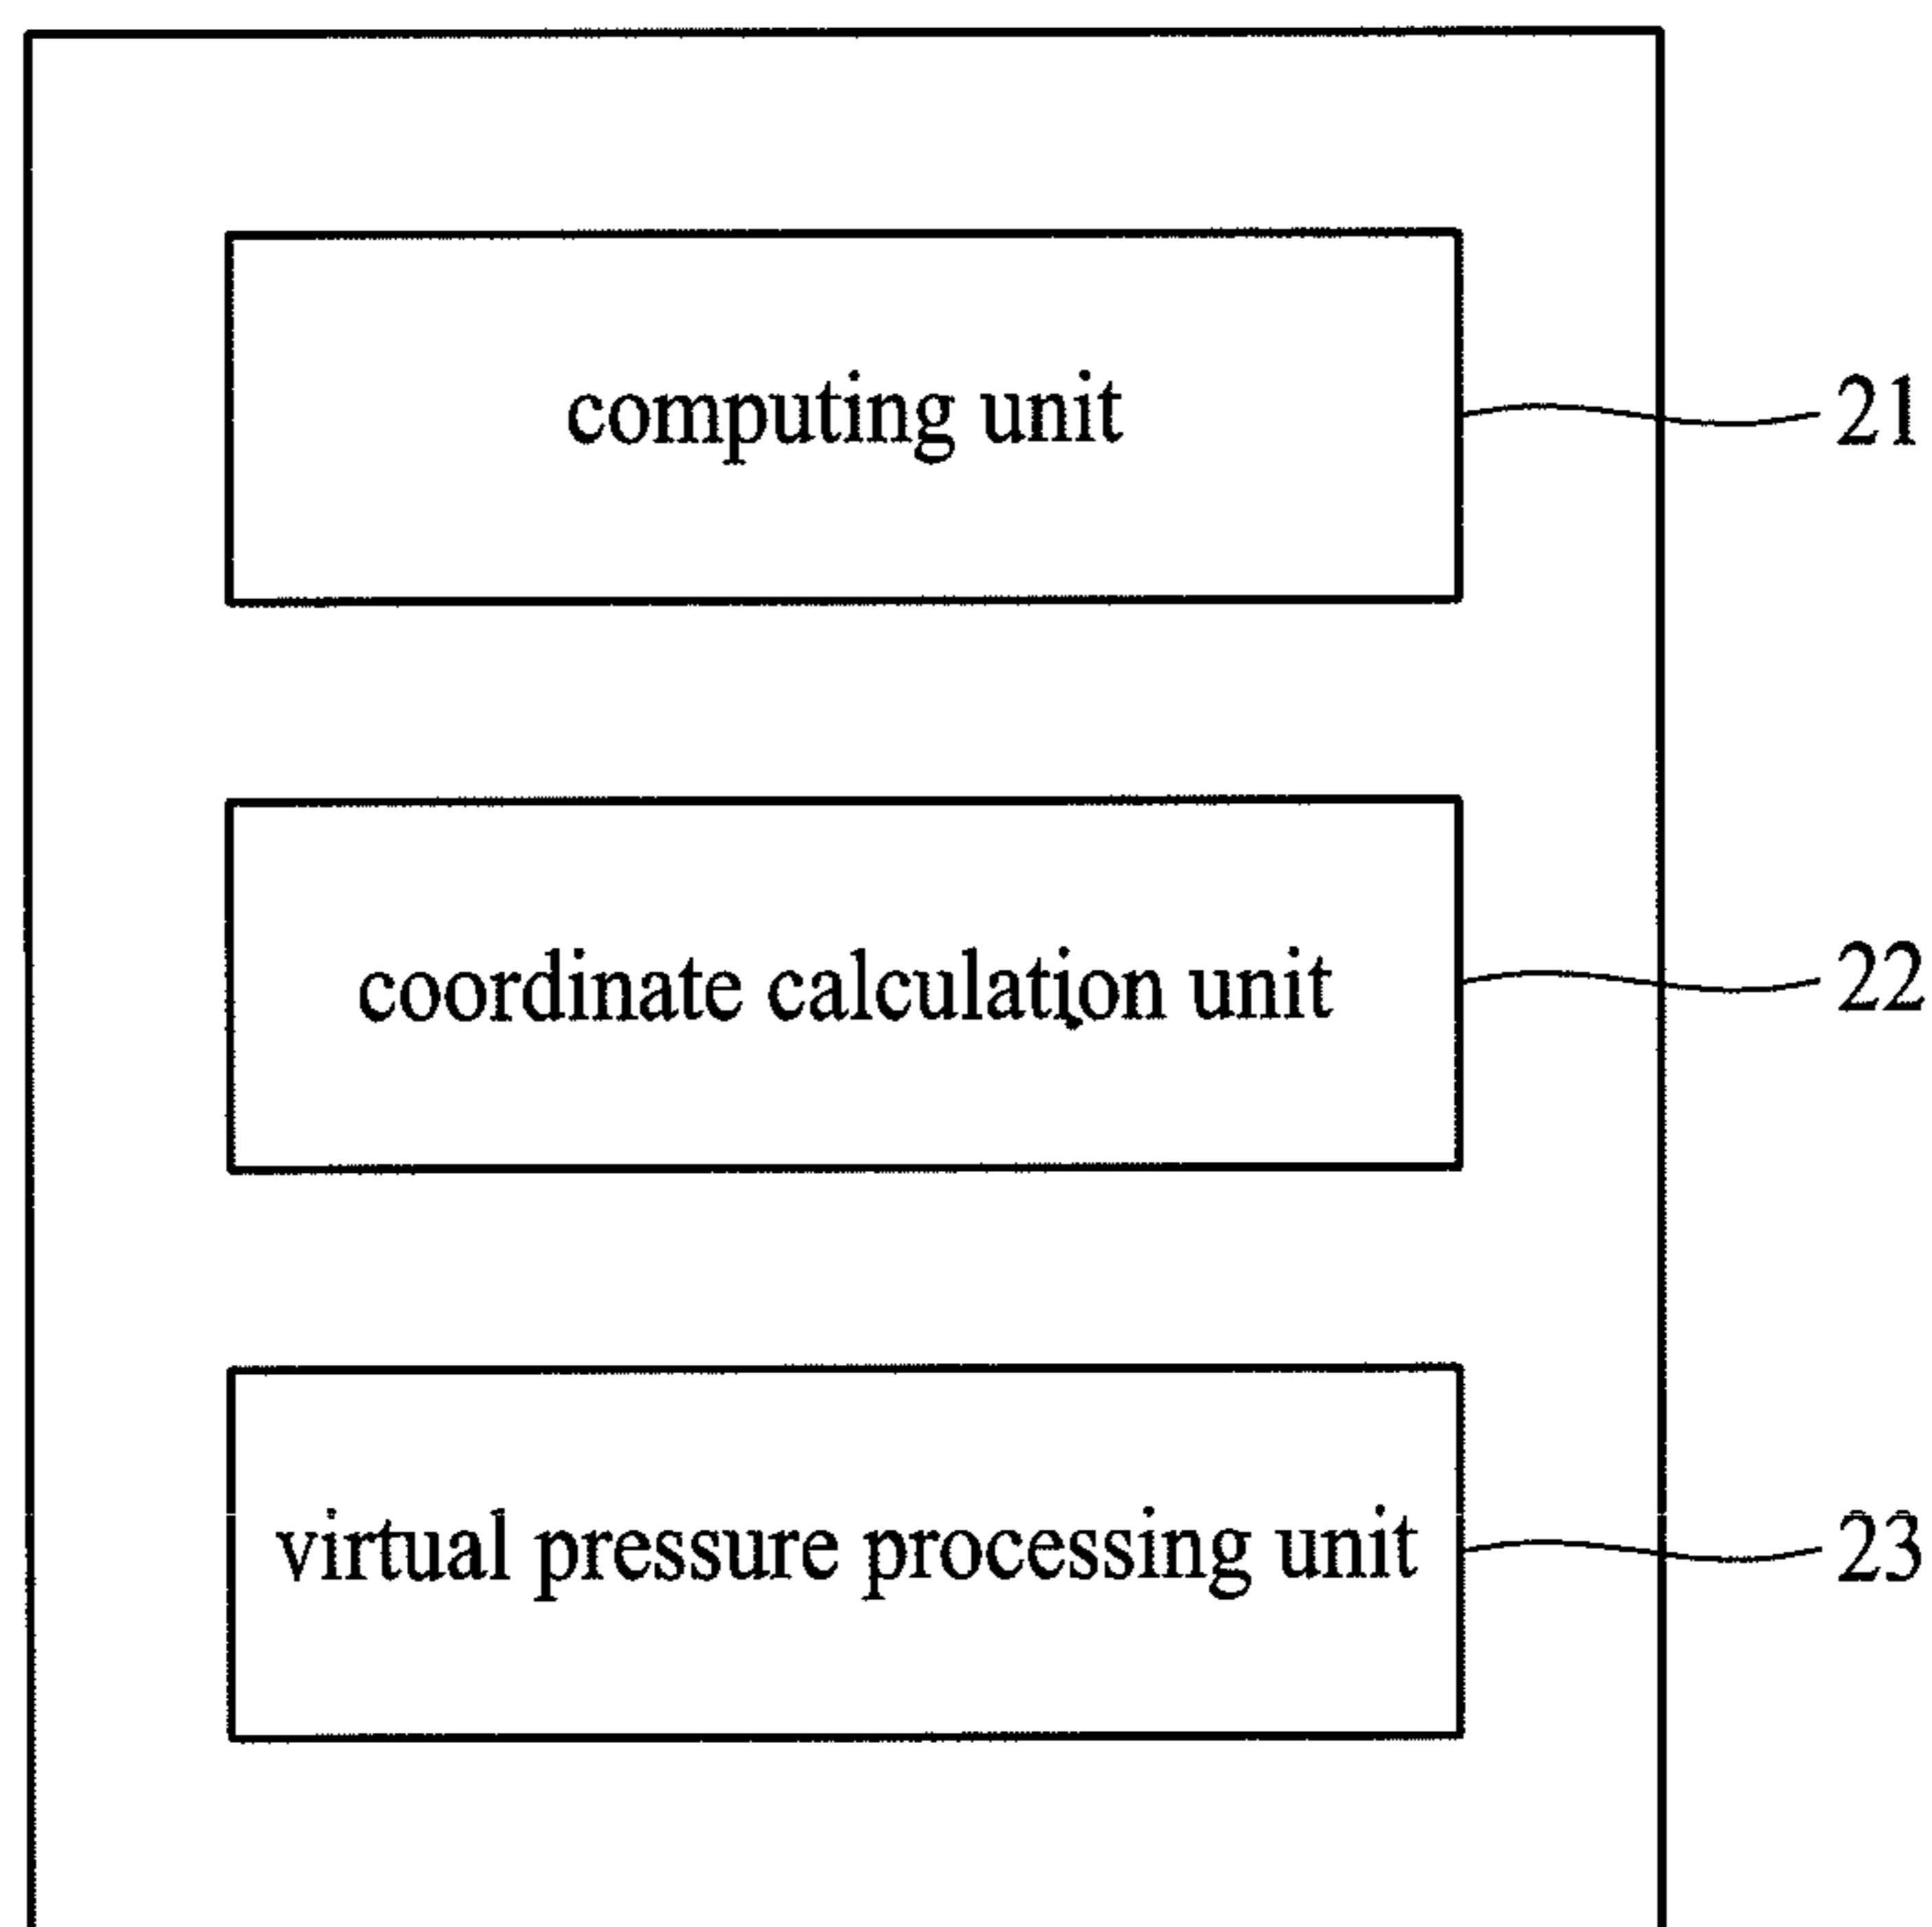 computing unit
21
coordinate calculation unit
22
virtual pressure processing unit
23